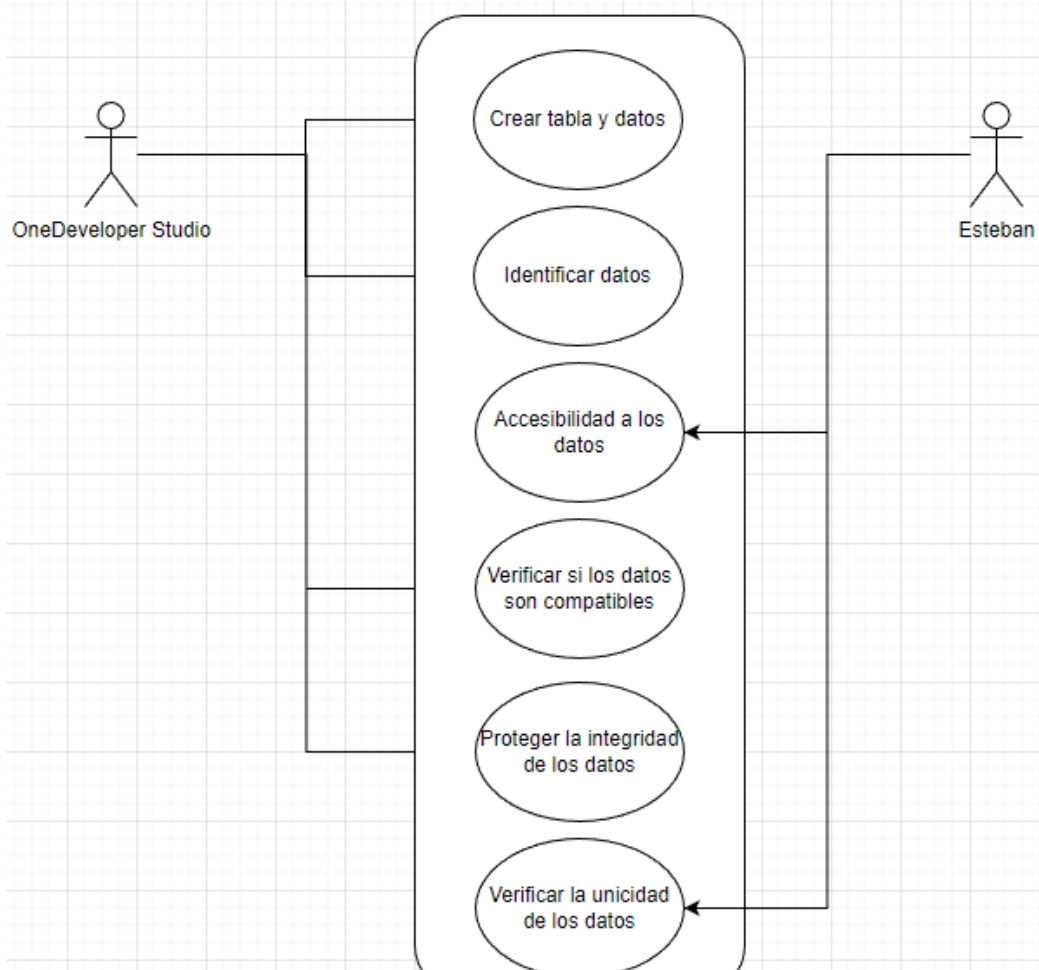 Crear tabla y datos
OneDeveloper Studio
Esteban
Identificar datos
Accesibilidad a los
datos
Verificar si los datos
son compatibles
Proteger la integridad
de los datos
Verificar la unicidad
de los datos